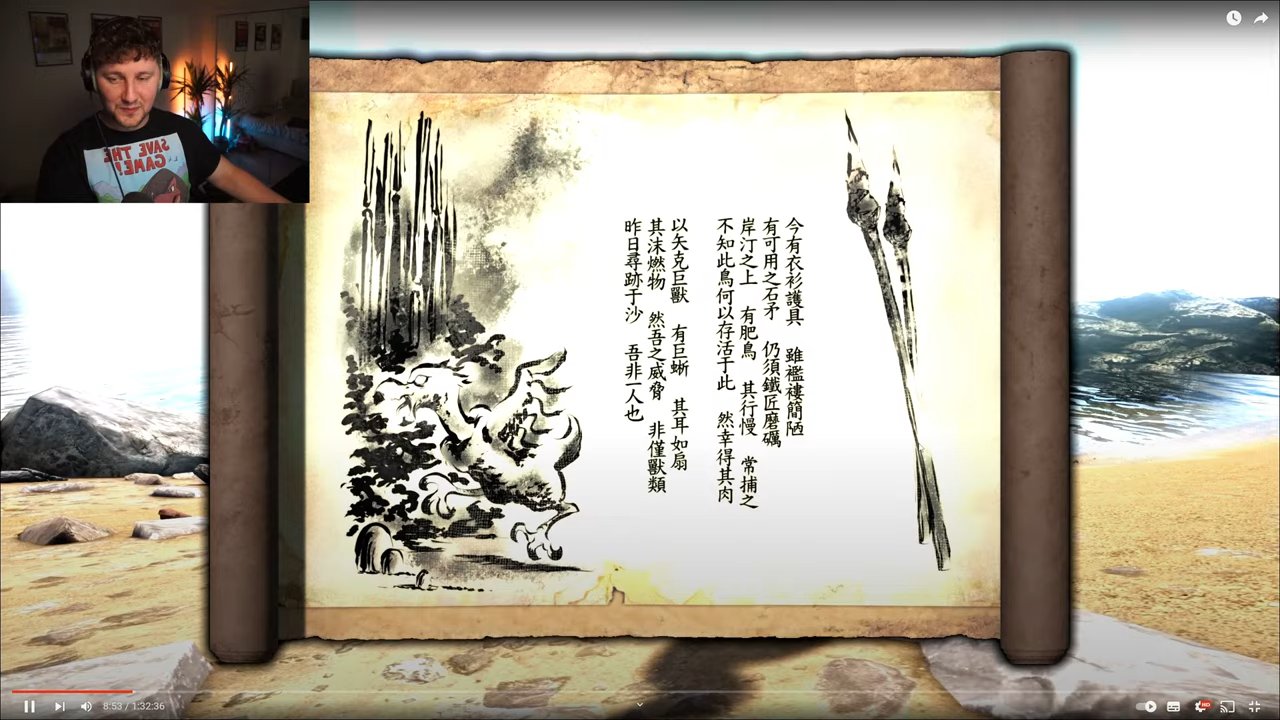 SAVE THE
GAME!
今有衣衫護具　雖襤褸簡陋
有可用之石矛　仍須鐵匠磨礪
岸汀之上　有肥鳥　其行慢　常捕之
不知此鳥何以存活于此　然幸得其肉
以矢克巨獸　有巨蜥　其耳如扇
其沫燃物　然吾之威脅　非僅獸類
昨日尋跡于沙　吾非一人也
8:53 / 1:32:36
HD